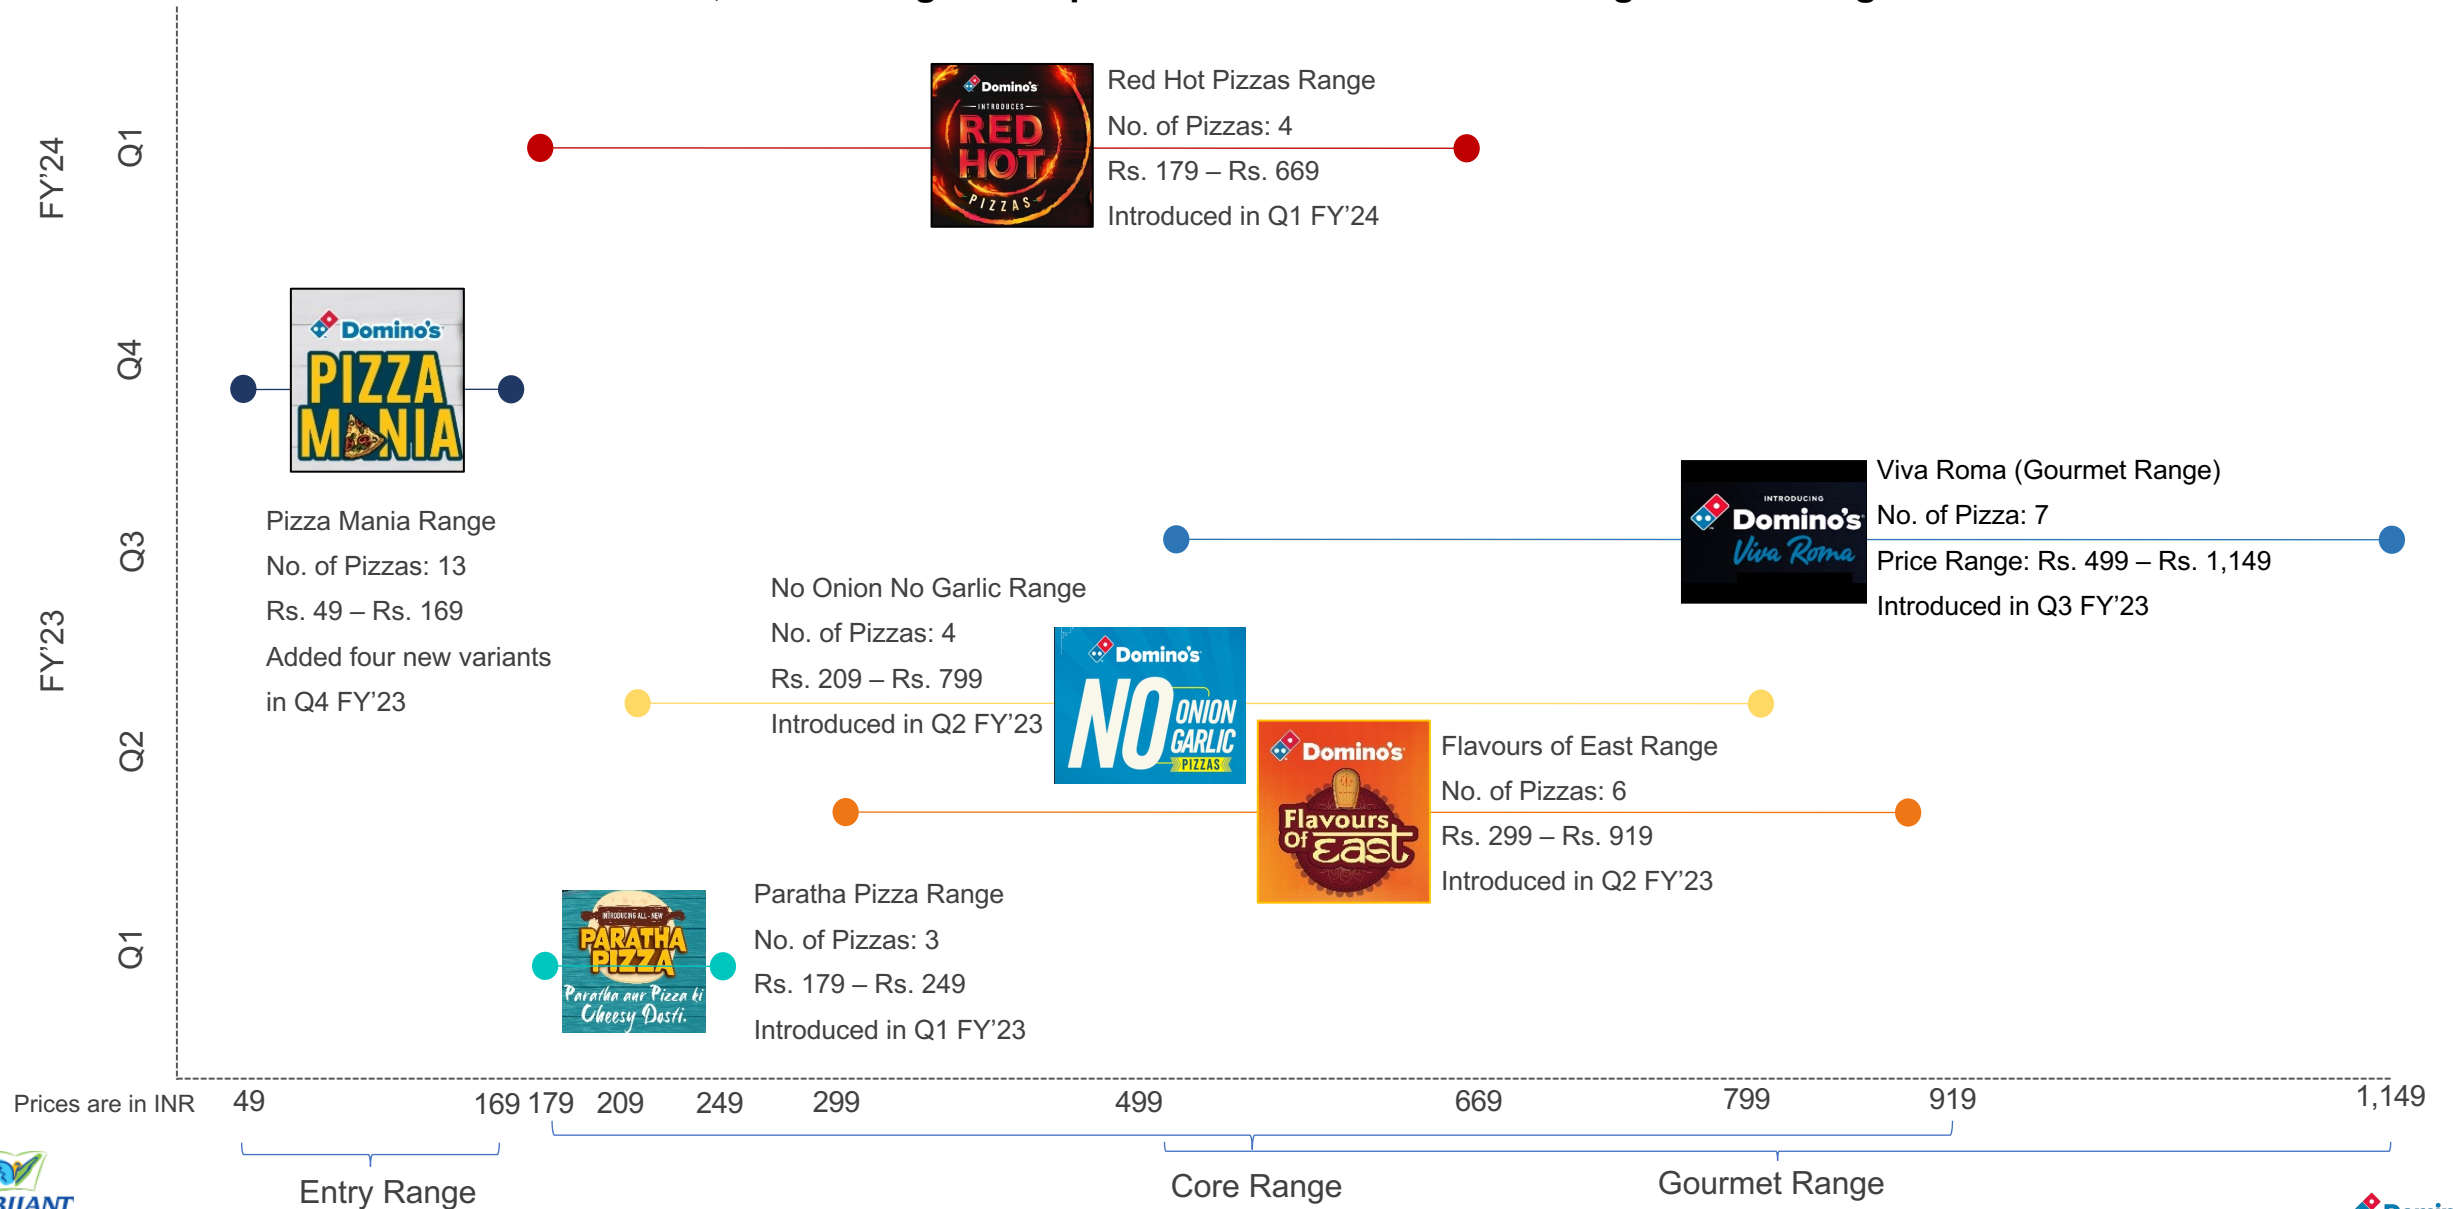 FY'24
Q1
Domino's
INTRODUCES
RED
HOT
PIZZAS
Red Hot Pizzas Range
No. of Pizzas: 4
Rs. 179 – Rs. 669
Introduced in Q1 FY'24
FY'23
Q4
Domino's
PIZZA
MANIA
Pizza Mania Range
No. of Pizzas: 13
Rs. 49 – Rs. 169
Added four new variants
in Q4 FY'23
Q3
INTRODUCING
Domino's
Viva Roma
Viva Roma (Gourmet Range)
No. of Pizza: 7
Price Range: Rs. 499 – Rs. 1,149
Introduced in Q3 FY'23
Q2
No Onion No Garlic Range
No. of Pizzas: 4
Rs. 209 – Rs. 799
Introduced in Q2 FY'23
Domino's
NO ONION
GARLIC
PIZZAS
Domino's
Flavours
Of East
Flavours of East Range
No. of Pizzas: 6
Rs. 299 – Rs. 919
Introduced in Q2 FY'23
Q1
INTRODUCING ALL-NEW
PARATHA
PIZZA
Paratha aur Pizza ki
Cheesy Dosti.
Paratha Pizza Range
No. of Pizzas: 3
Rs. 179 – Rs. 249
Introduced in Q1 FY'23
Prices are in INR 49 169 179 209 249 299 499 669 799 919 1,149
Entry Range Core Range Gourmet Range